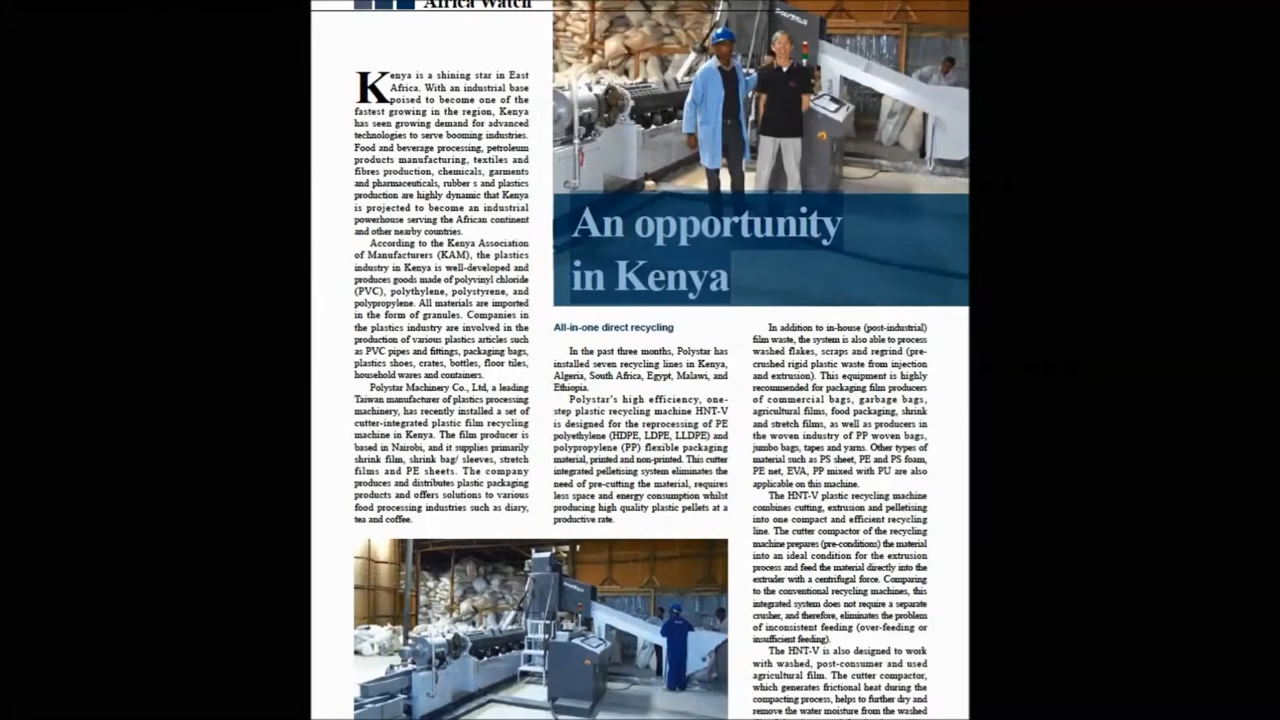 Africa Watch
Kenya is a shining star in East
Africa. With an industrial base
poised to become one of the
fastest growing in the region, Kenya
has seen growing demand for advanced
technologies to serve booming industries.
Food and beverage processing, petroleum
products manufacturing, textiles and
fibres production, chemicals, garments
and pharmaceuticals, rubber s and plastics
production are highly dynamic that Kenya
is projected to become an industrial
powerhouse serving the African continent
and other nearby countries.
According to the Kenya Association
of Manufacturers (KAM), the plastics
industry in Kenya is well-developed and
produces goods made of polyvinyl chloride
(PVC), polythylene, polystyrene, and
polypropylene. All materials are imported
in the form of granules. Companies in
the plastics industry are involved in the
production of various plastics articles such
as PVC pipes and fittings, packaging bags,
plastics shoes, crates, bottles, floor tiles,
household wares and containers.
Polystar Machinery Co., Ltd, a leading
Taiwan manufacturer of plastics processing
machinery, has recently installed a set of
cutter-integrated plastic film recycling
machine in Kenya. The film producer is
based in Nairobi, and it supplies primarily
shrink film, shrink bag/ sleeves, stretch
films and PE sheets. The company
produces and distributes plastic packaging
products and offers solutions to various
food processing industries such as diary,
tea and coffee.
POLYSTAR
An opportunity
in Kenya
All-in-one direct recycling
In the past three months, Polystar has
installed seven recycling lines in Kenya,
Algeria, South Africa, Egypt, Malawi, and
Ethiopia.
Polystar's high efficiency, one-
step plastic recycling machine HNT-V
is designed for the reprocessing of PE
polyethylene (HDPE, LDPE, LLDPE) and
polypropylene (PP) flexible packaging
material, printed and non-printed. This cutter
integrated pelletising system eliminates the
need of pre-cutting the material, requires
less space and energy consumption whilst
producing high quality plastic pellets at a
productive rate.
In addition to in-house (post-industrial)
film waste, the system is also able to process
washed flakes, scraps and regrind (pre-
crushed rigid plastic waste from injection
and extrusion). This equipment is highly
recommended for packaging film producers
of commercial bags, garbage bags,
agricultural films, food packaging, shrink
and stretch films, as well as producers in
the woven industry of PP woven bags,
jumbo bags, tapes and yarns. Other types of
material such as PS sheet, PE and PS foam,
PE net, EVA, PP mixed with PU are also
applicable on this machine.
The HNT-V plastic recycling machine
combines cutting, extrusion and pelletising
into one compact and efficient recycling
line. The cutter compactor of the recycling
machine prepares (pre-conditions) the material
into an ideal condition for the extrusion
process and feed the material directly into the
extruder with a centrifugal force. Comparing
to the conventional recycling machines, this
integrated system does not require a separate
crusher, and therefore, eliminates the problem
of inconsistent feeding (over-feeding or
insufficient feeding).
The HNT-V is also designed to work
with washed, post-consumer and used
agricultural film. The cutter compactor,
which generates frictional heat during the
compacting process, helps to further dry and
remove the water moisture from the washed